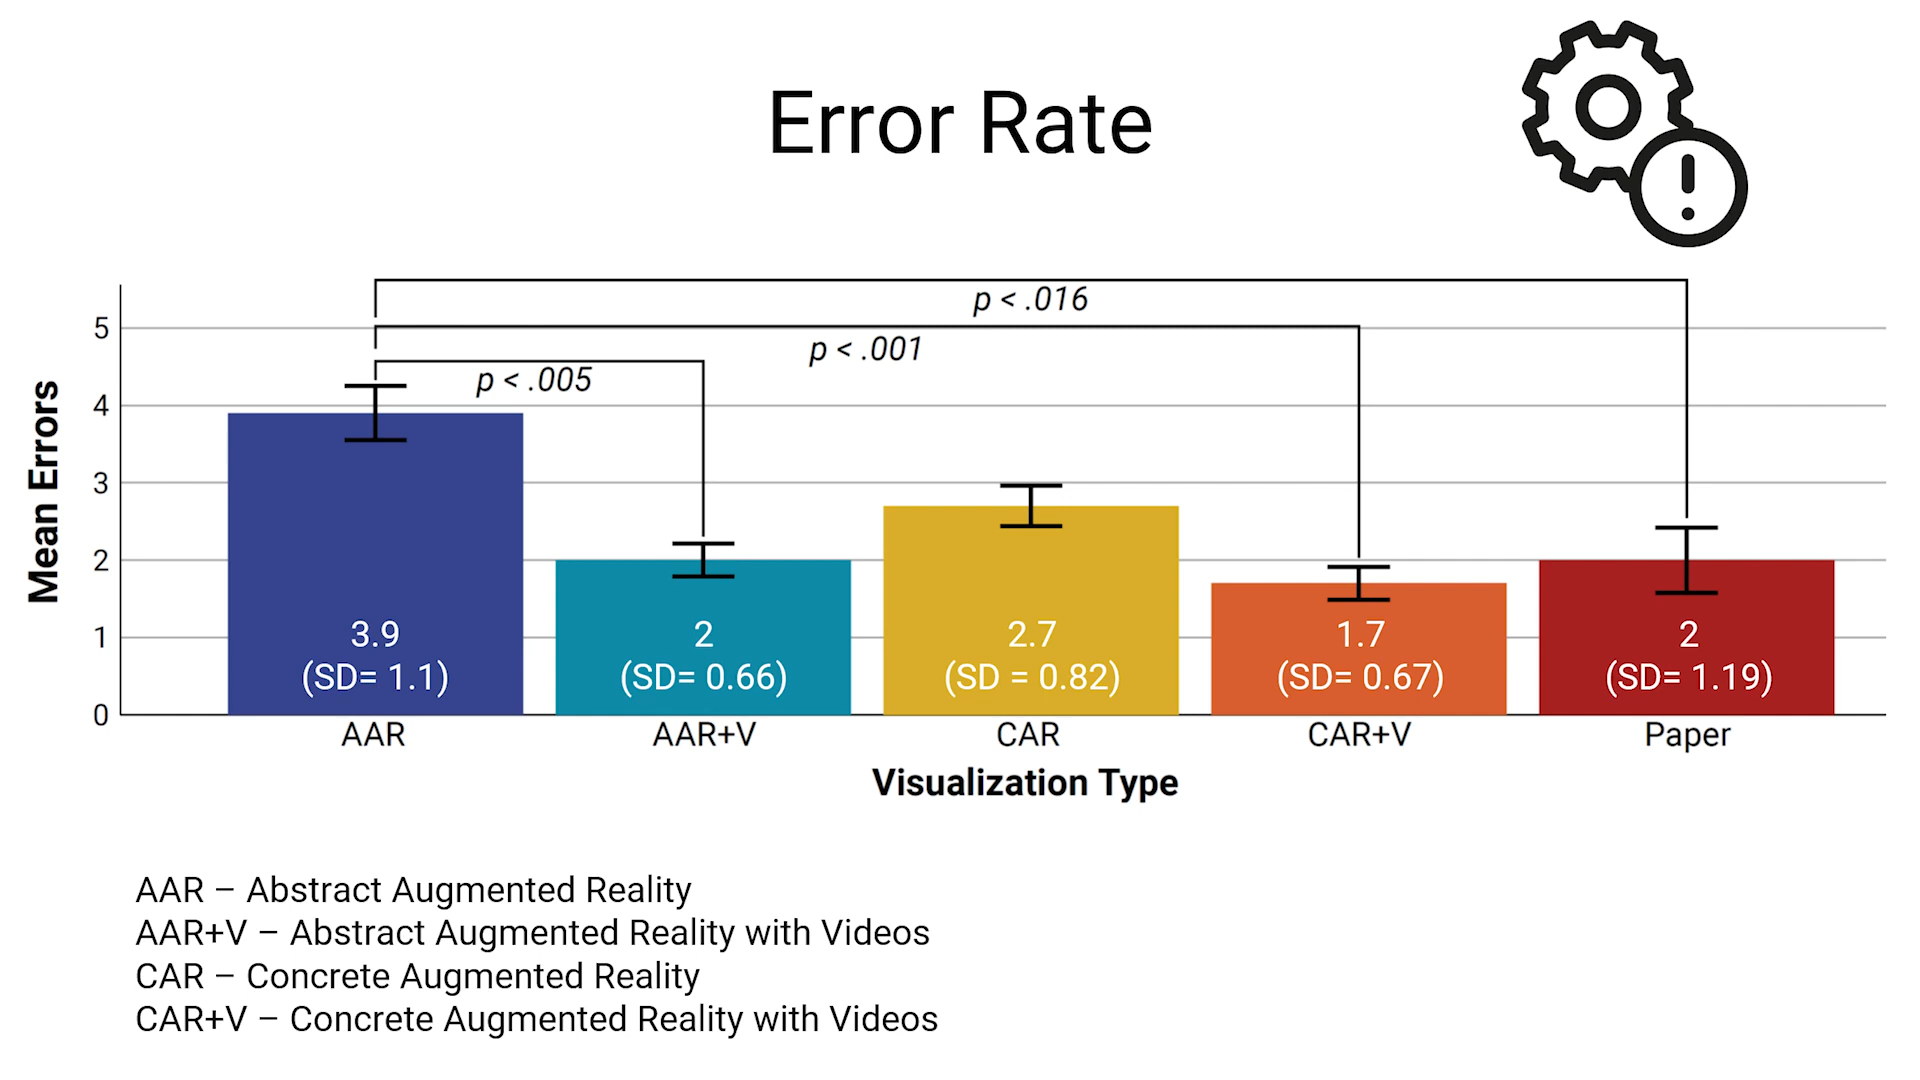 Error Rate
p < .016
p < .001
p < .005
5
4
3
2
1
0
Mean Errors
3.9
(SD= 1.1)
2
(SD= 0.66)
2.7
(SD = 0.82)
1.7
(SD= 0.67)
2
(SD= 1.19)
AAR
AAR+V
CAR
CAR+V
Paper
Visualization Type
AAR – Abstract Augmented Reality
AAR+V – Abstract Augmented Reality with Videos
CAR – Concrete Augmented Reality
CAR+V – Concrete Augmented Reality with Videos